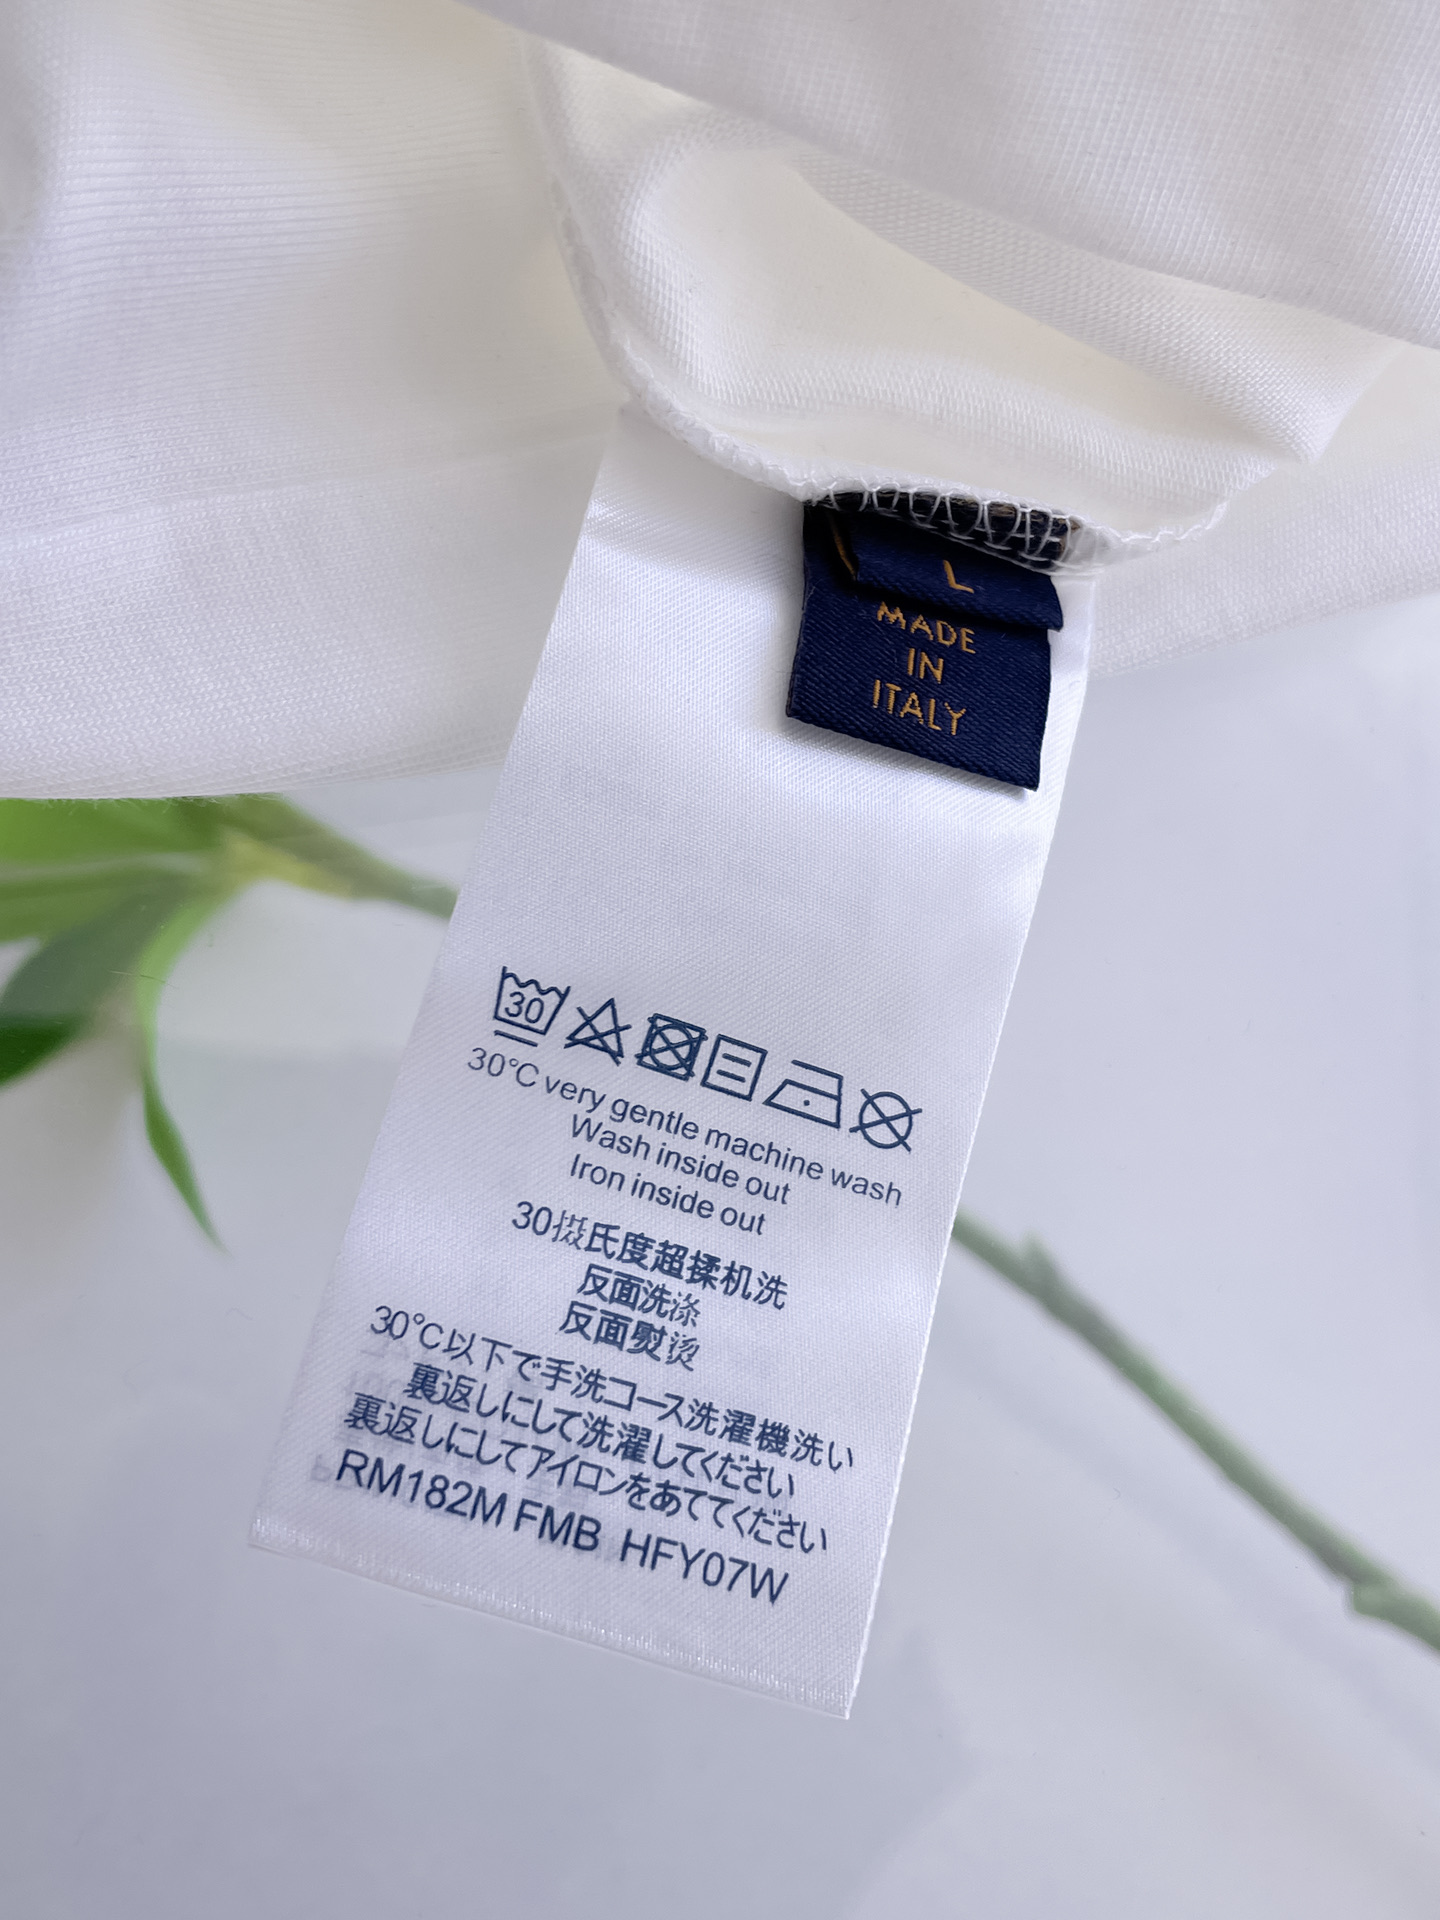 L
MADE
IN
ITALY
30
30°C very gentle machine wash
Wash inside out
Iron inside out
30摄氏度超揉机洗
反面洗涤
反面熨烫
30°C以下で手洗コース洗濯機洗い
裏返しにして洗濯してください
裏返しにしてアイロンをあててください
RM182M FMB HFY07W